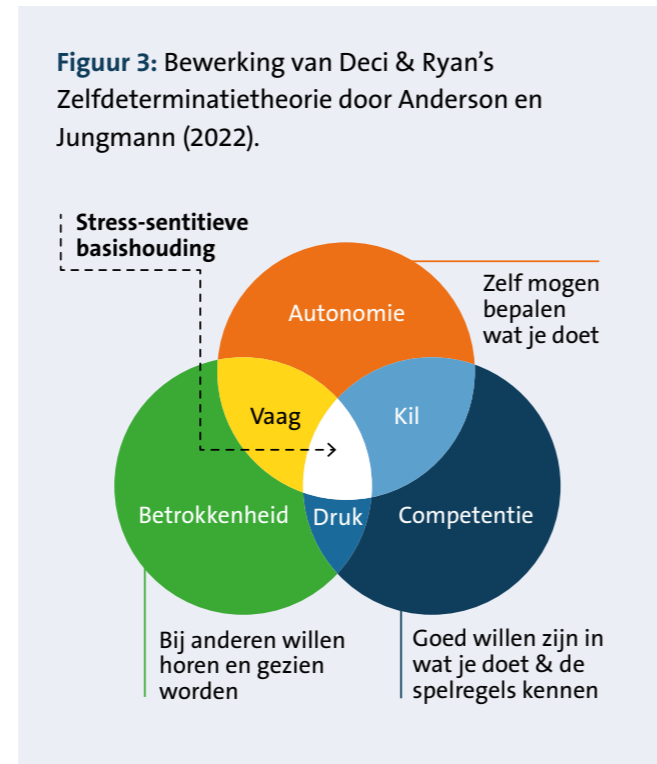 Figuur 3: Bewerking van Deci & Ryan's
Zelfdeterminatietheorie door Anderson en
Jungmann (2022).
Stress-sentitieve
basishouding
Autonomie
Zelf mogen
bepalen
wat je doet
Vaag
Kil
Betrokkenheid
Druk
Competentie
Bij anderen willen
horen en gezien
worden
Goed willen zijn in
wat je doet & de
spelregels kennen